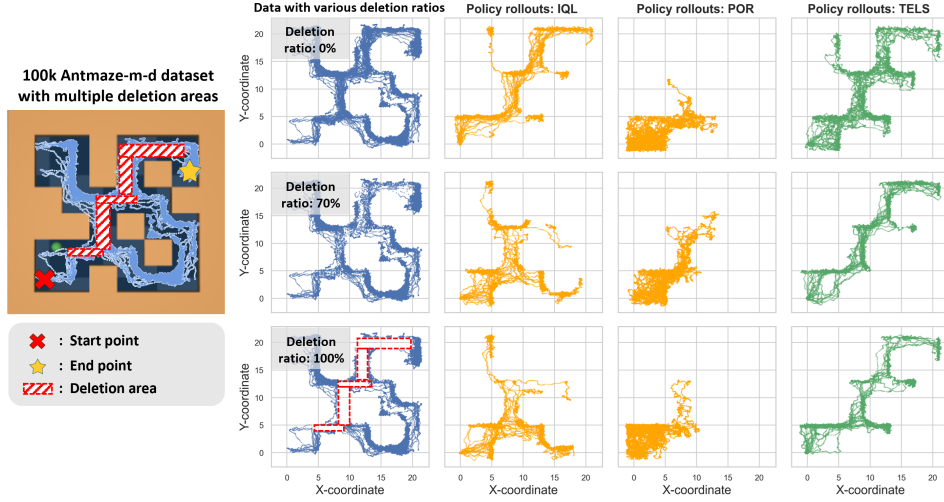 Data with various deletion ratios
Policy rollouts: IQL
Policy rollouts: POR
Policy rollouts: TELS
100k Antmaze-m-d dataset
with multiple deletion areas
: Start point
: End point
: Deletion area
Deletion
ratio: 0%
Y-coordinate
20
15
10
5
0
Deletion
ratio: 70%
Y-coordinate
20
15
10
5
0
Deletion
ratio: 100%
Y-coordinate
20
15
10
5
0
0 5 10 15 20
X-coordinate
0 5 10 15 20
X-coordinate
0 5 10 15 20
X-coordinate
0 5 10 15 20
X-coordinate